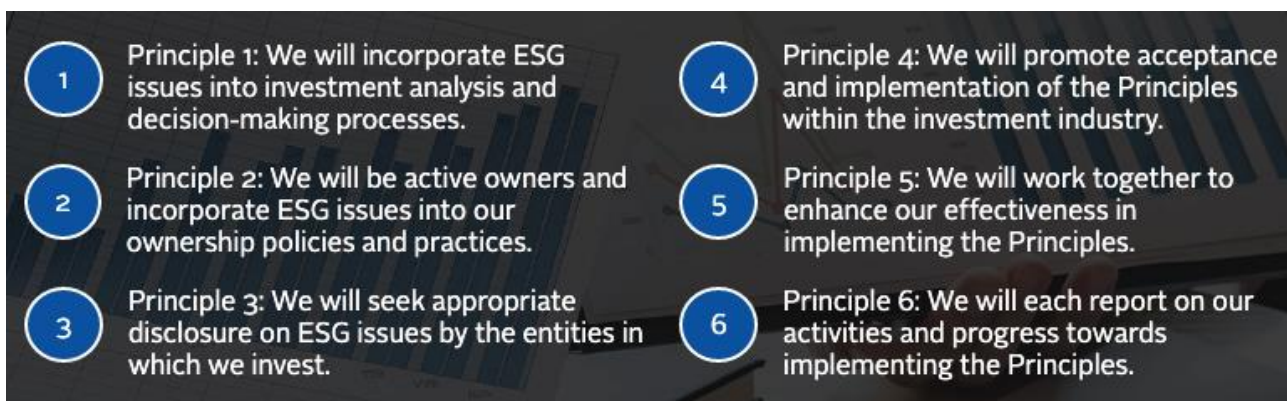 1
Principle 1: We will incorporate ESG
issues into investment analysis and
decision-making processes.
2
Principle 2: We will be active owners and
incorporate ESG issues into our
ownership policies and practices.
3
Principle 3: We will seek appropriate
disclosure on ESG issues by the entities in
which we invest.
4
Principle 4: We will promote acceptance
and implementation of the Principles
within the investment industry.
5
Principle 5: We will work together to
enhance our effectiveness in
implementing the Principles.
6
Principle 6: We will each report on our
activities and progress towards
implementing the Principles.